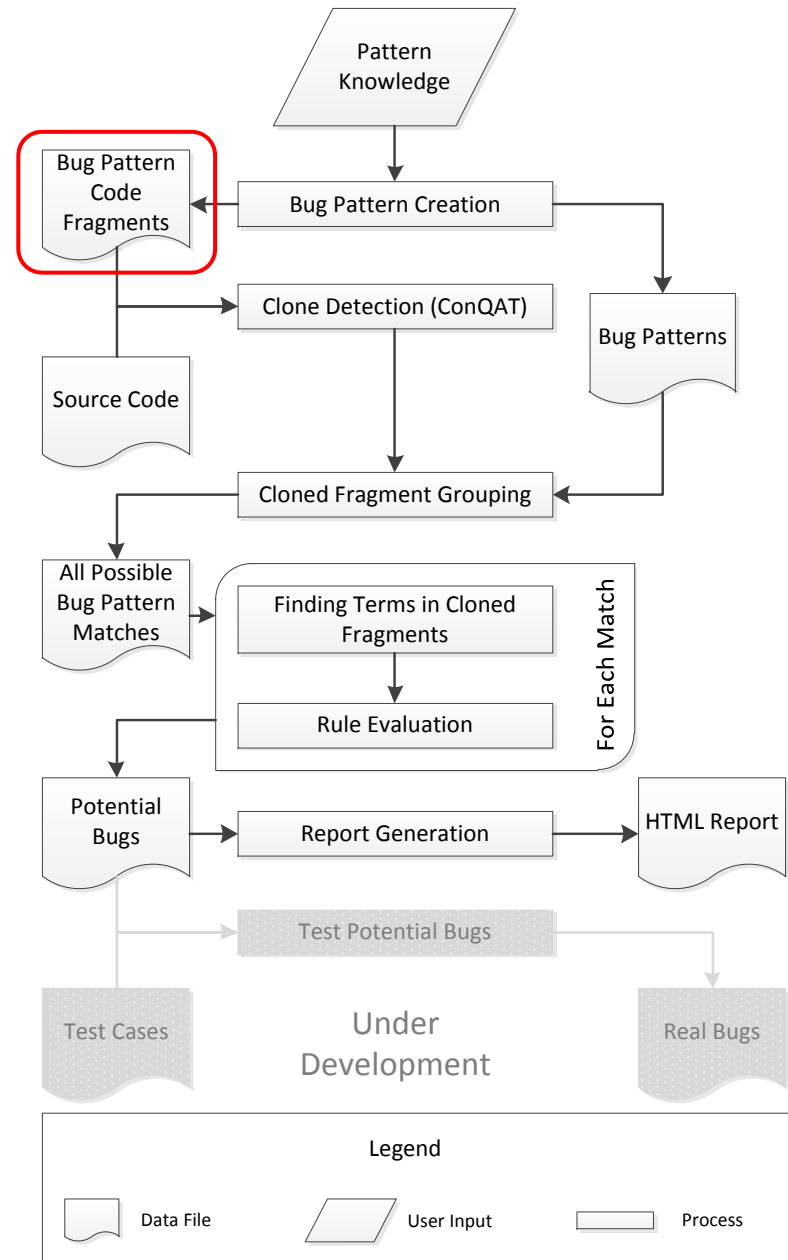 Pattern
Knowledge
Bug Pattern
Code
Fragments
Bug Pattern Creation
Clone Detection (ConQAT)
Bug Patterns
Source Code
Cloned Fragment Grouping
All Possible
Bug Pattern
Matches
Finding Terms in Cloned
Fragments
Rule Evaluation
For Each Match
Potential
Bugs
Report Generation
HTML Report
Test Potential Bugs
Test Cases
Under
Development
Real Bugs
Legend
Data File
User Input
Process